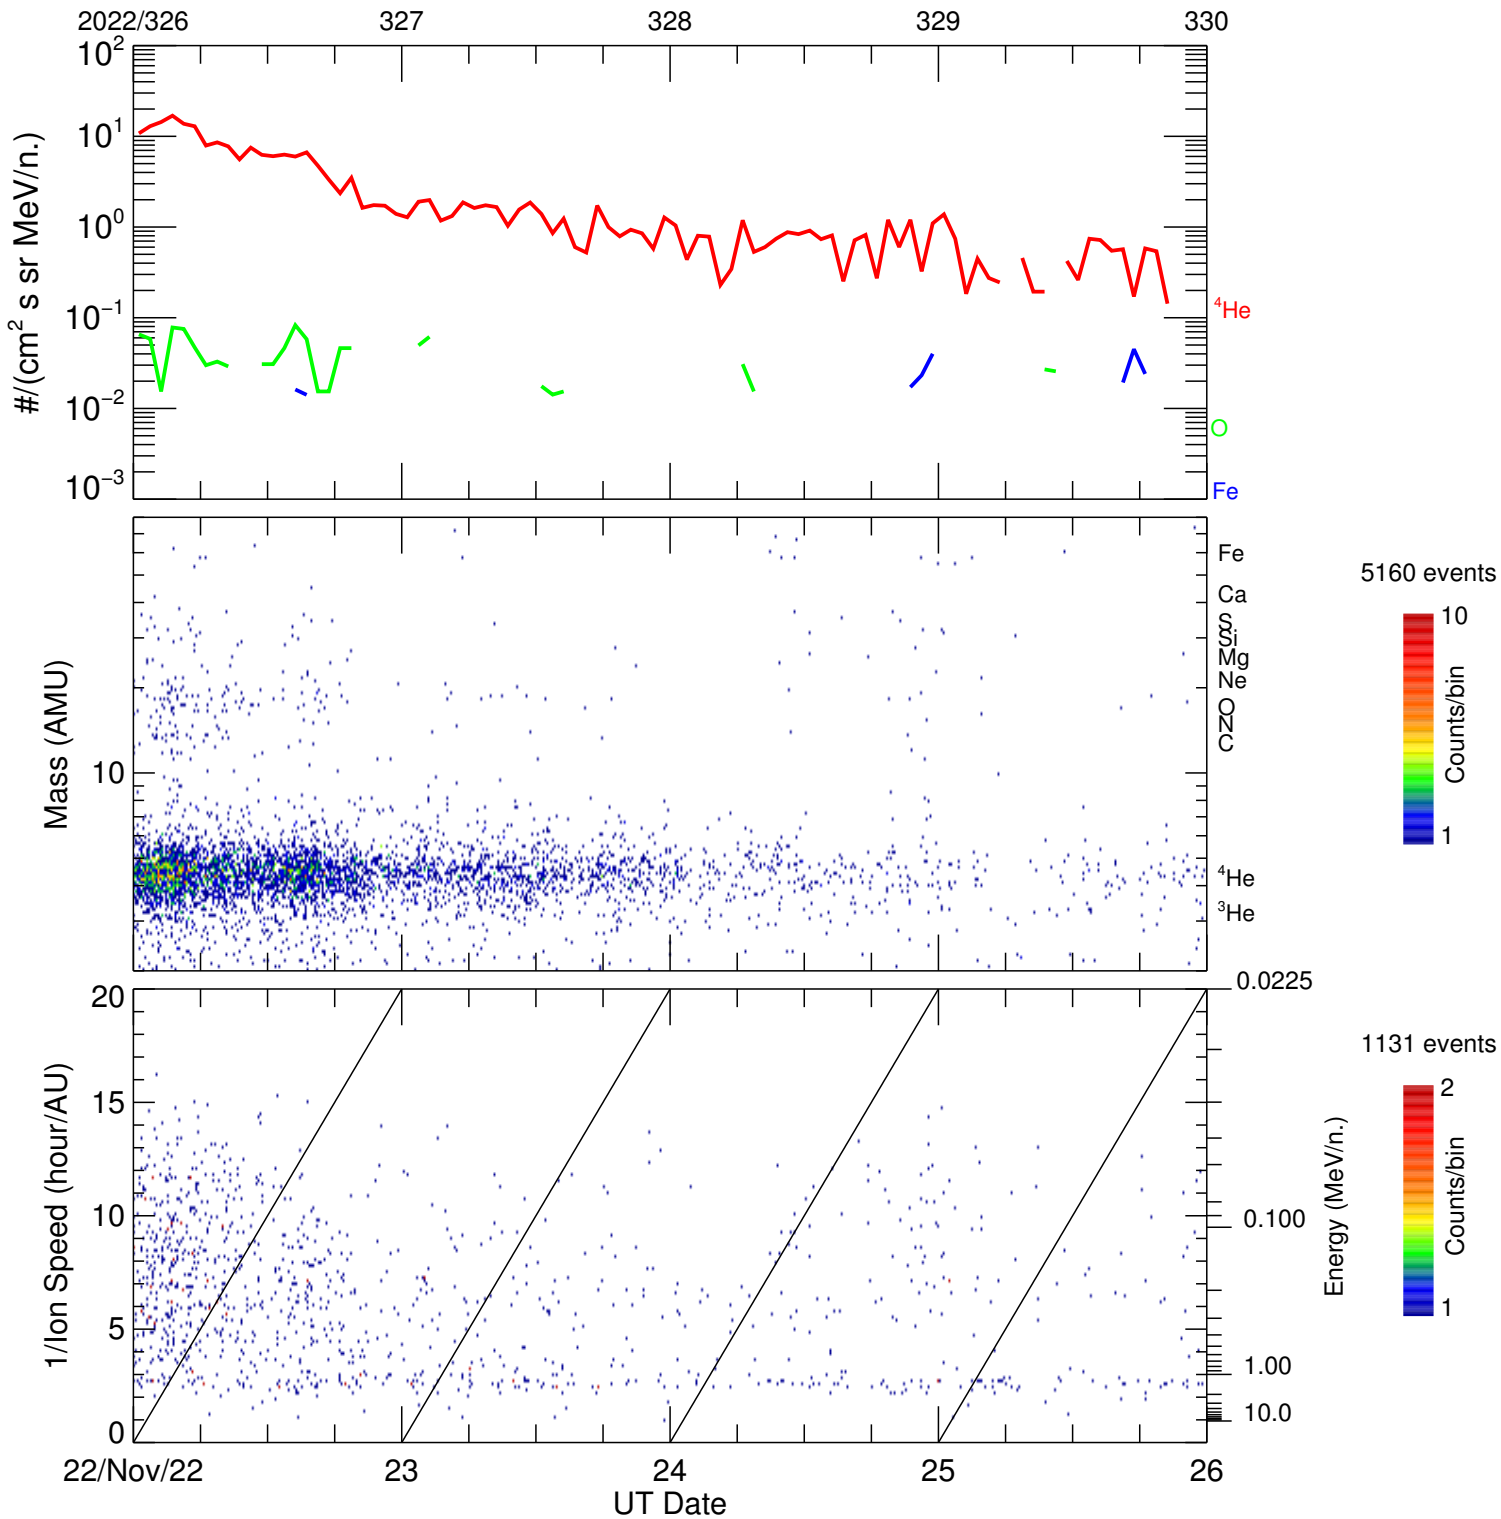 2022/326 327 328 329 330
10²
10¹
10⁰
10⁻¹
10⁻²
10⁻³
#/(cm² s sr MeV/n.)
⁴He
O
Fe
Mass (AMU)
10
Fe
Ca
S
Si
Mg
Ne
O
N
C
⁴He
³He
5160 events
10
Counts/bin
1
1/Ion Speed (hour/AU)
20
15
10
5
0
0.0225
0.100
1.00
10.0
Energy (MeV/n.)
1131 events
2
Counts/bin
1
22/Nov/22 23 24 25 26
UT Date